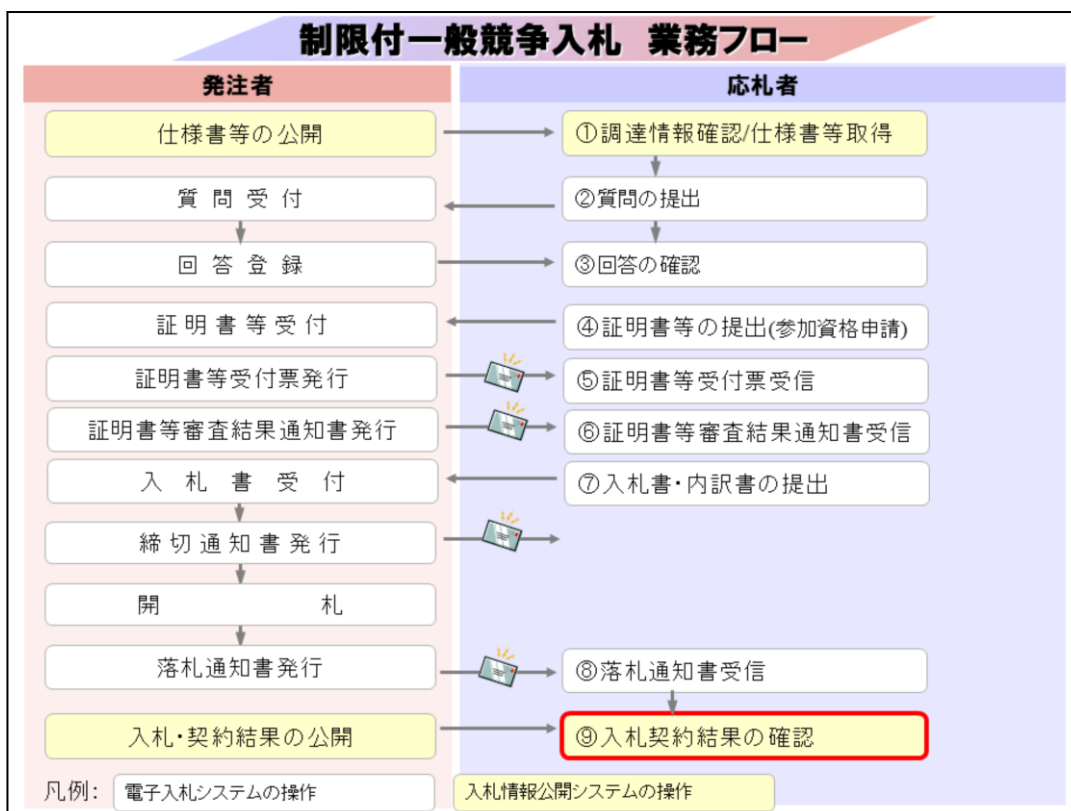 制限付一般競争入札 業務フロー
発注者
応札者
仕様書等の公開
①調達情報確認/仕様書等取得
質問受付
②質問の提出
回答登録
③回答の確認
証明書等受付
④証明書等の提出(参加資格申請)
証明書等受付票発行
⑤証明書等受付票受信
証明書等審査結果通知書発行
⑥証明書等審査結果通知書受信
入札書受付
⑦入札書・内訳書の提出
締切通知書発行
開札
落札通知書発行
⑧落札通知書受信
入札・契約結果の公開
⑨入札契約結果の確認
凡例:
電子入札システムの操作
入札情報公開システムの操作